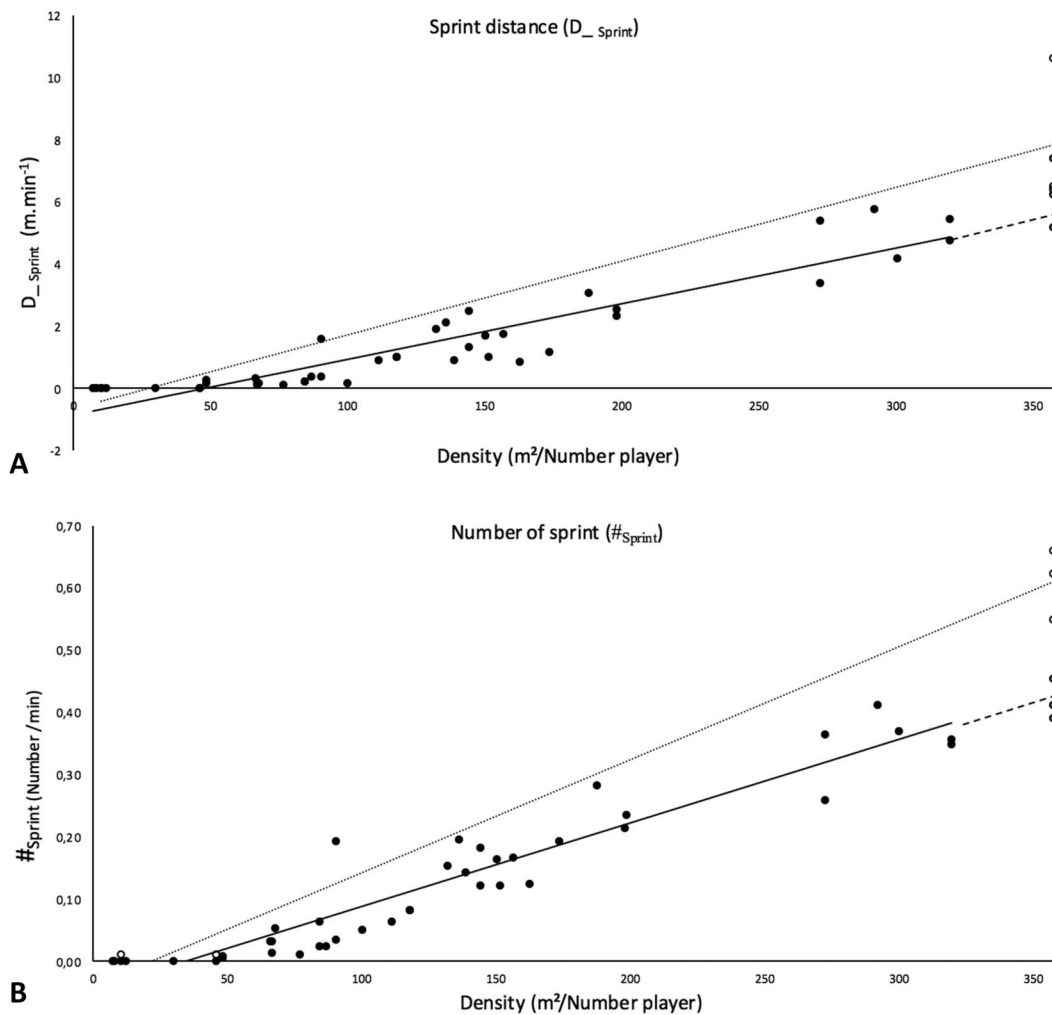 Sprint distance (D_ Sprint)
12
10
8
6
4
2
0
-2
D_ Sprint (m.min⁻¹)
0 50 100 150 200 250 300 350
Density (m²/Number player)
A
Number of sprint (#Sprint)
0,70
0,60
0,50
0,40
0,30
0,20
0,10
0,00
#Sprint (Number /min)
0 50 100 150 200 250 300 350
Density (m²/Number player)
B